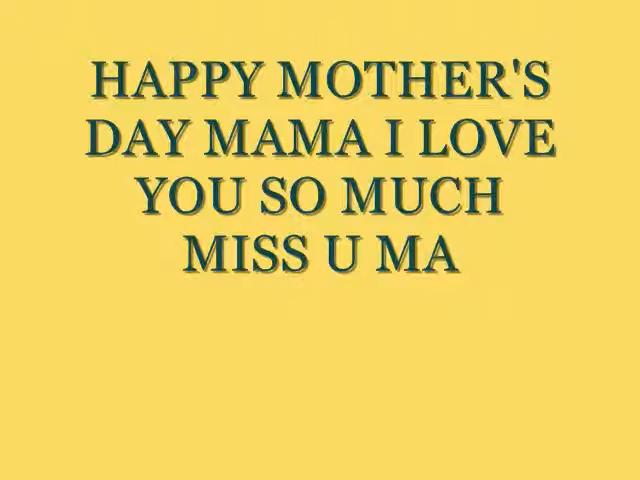 HAPPY MOTHER'S
DAY MAMA I LOVE
YOU SO MUCH
MISS U MA